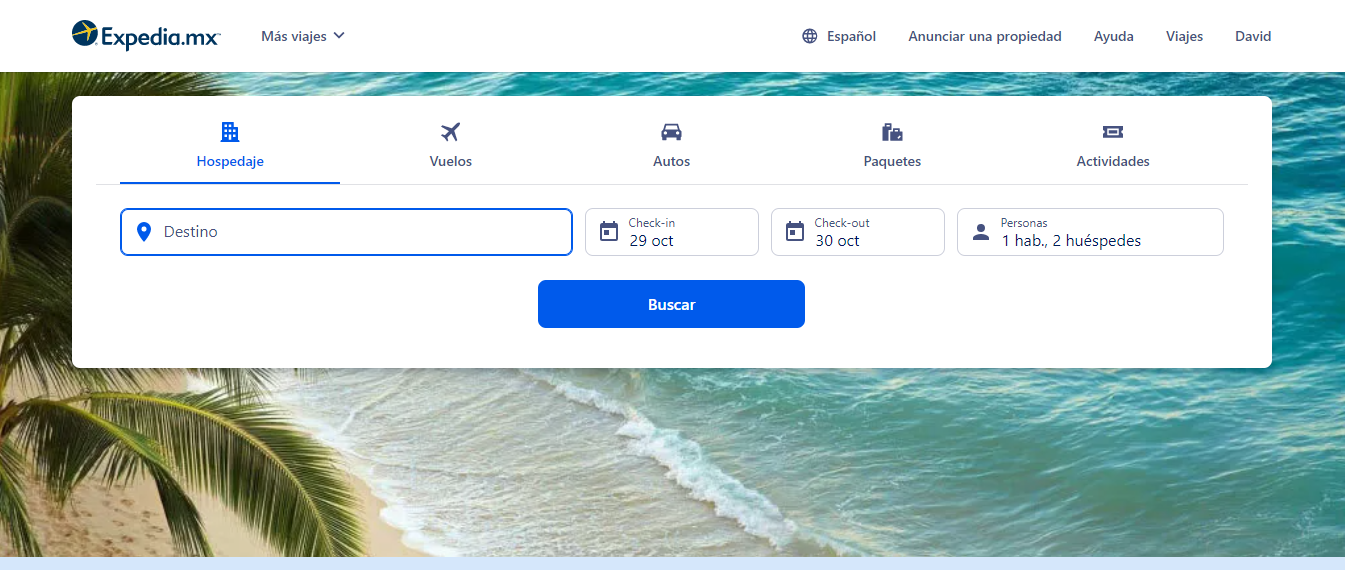 Expedia.mx
Más viajes
Español
Anunciar una propiedad
Ayuda
Viajes
David
Hospedaje
Vuelos
Autos
Paquetes
Actividades
Destino
Check-in
29 oct
Check-out
30 oct
Personas
1 hab., 2 huéspedes
Buscar